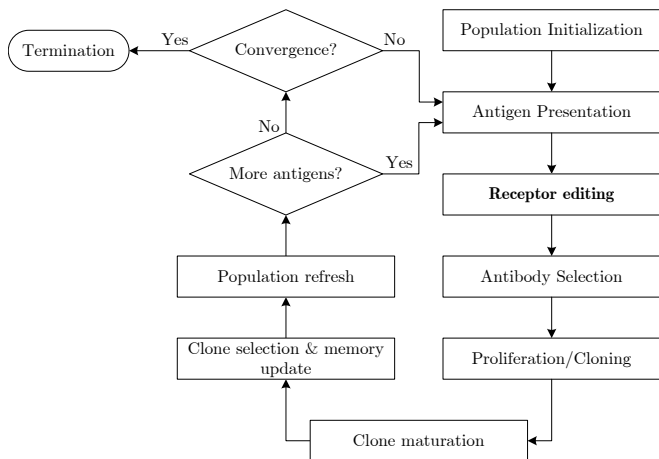 Termination
Yes
Convergence?
No
Population Initialization
Antigen Presentation
No
More antigens?
Yes
Receptor editing
Population refresh
Antibody Selection
Clone selection & memory
update
Proliferation/Cloning
Clone maturation